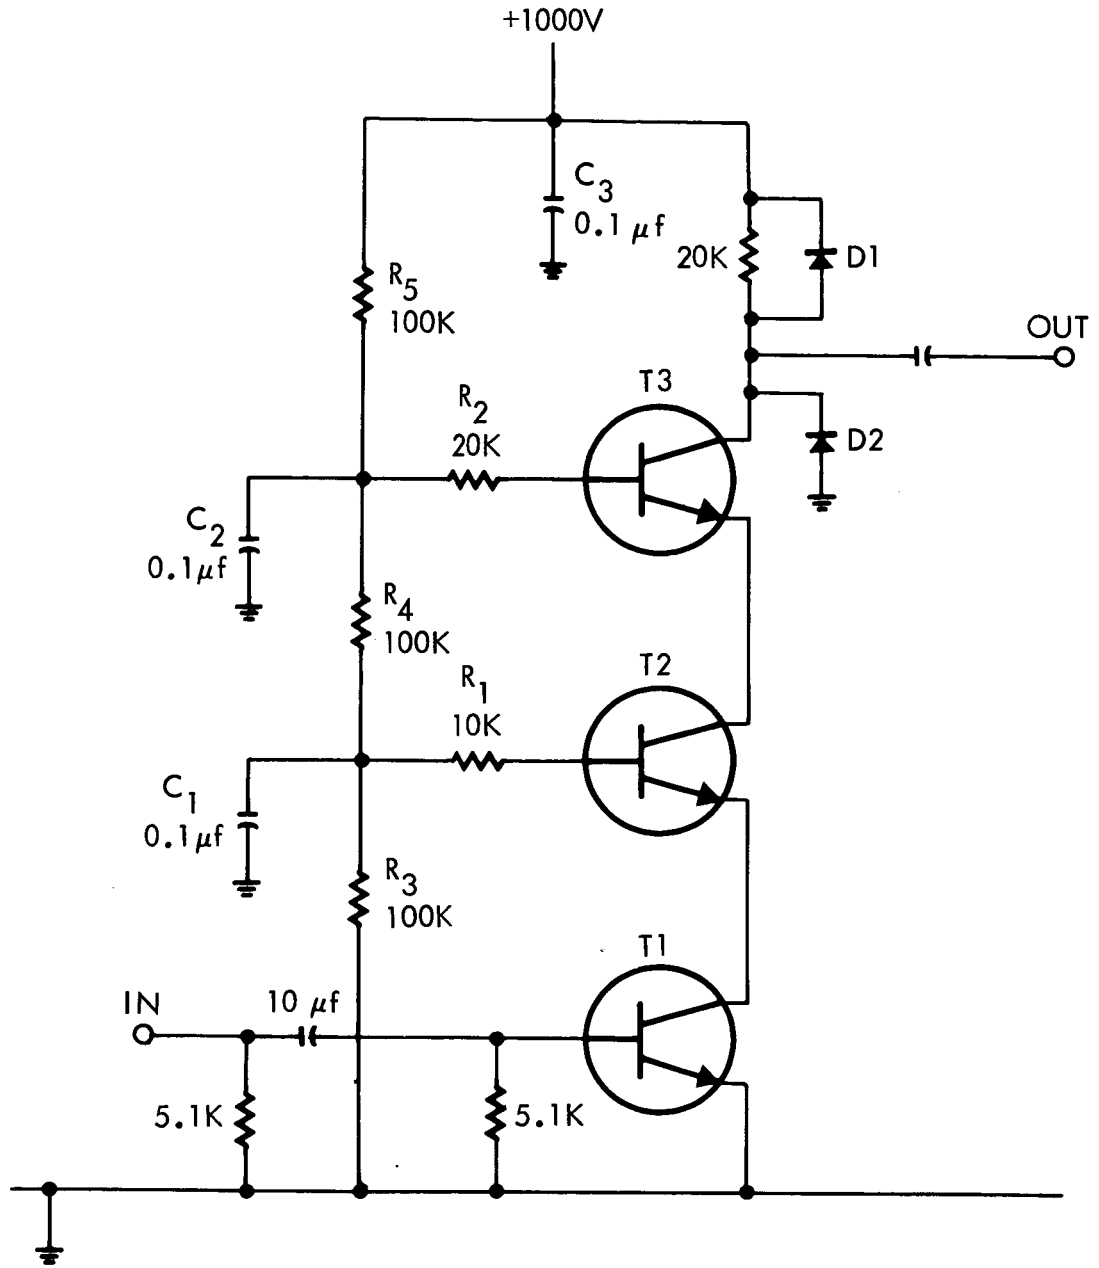 +1000V
C3
0.1 μf
20K
D1
R5
100K
OUT
T3
R2
20K
D2
C2
0.1μf
R4
100K
T2
R1
10K
C1
0.1μf
R3
100K
T1
IN
10 μf
5.1K
5.1K